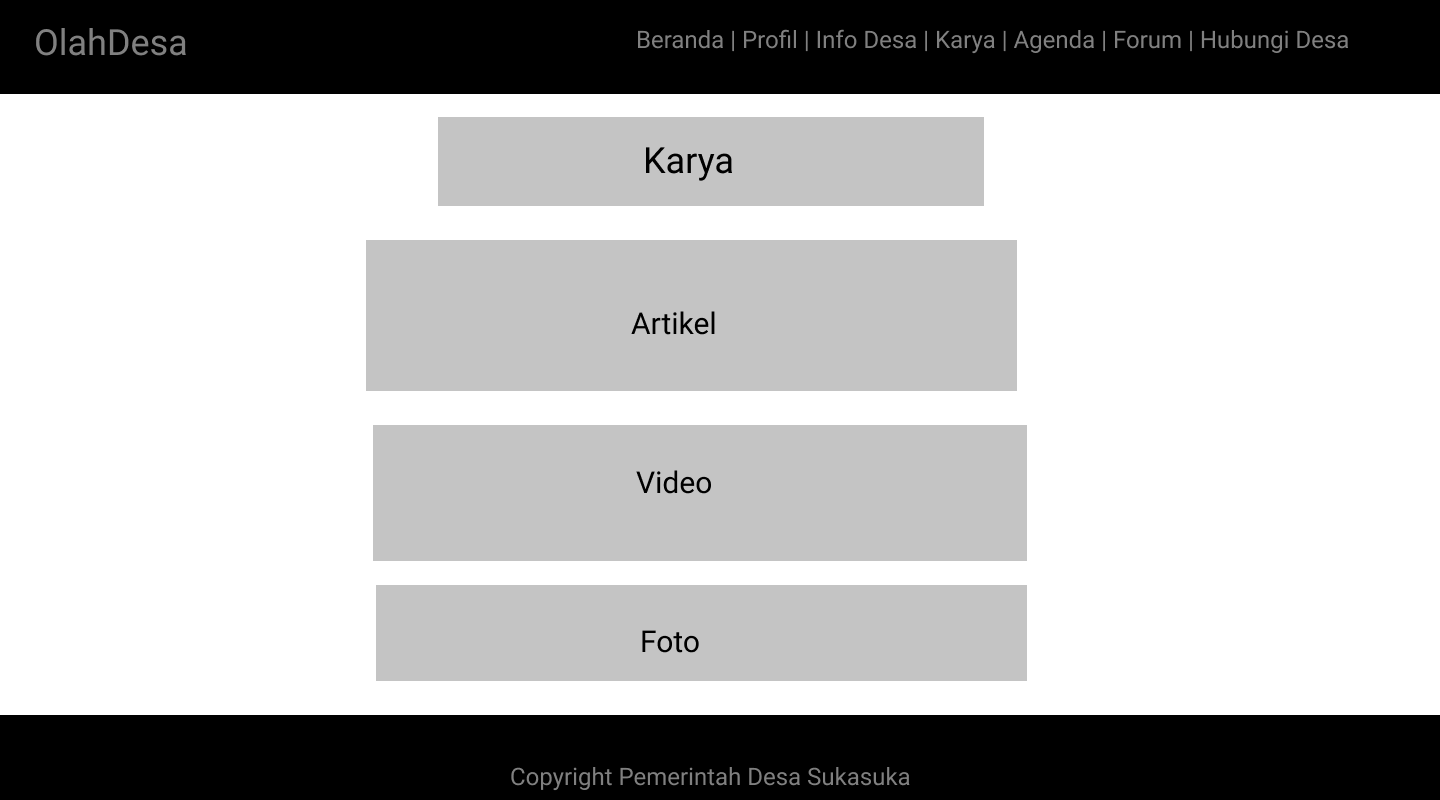 OlahDesa
Beranda | Profil | Info Desa | Karya | Agenda | Forum | Hubungi Desa
Karya
Artikel
Video
Foto
Copyright Pemerintah Desa Sukasuka